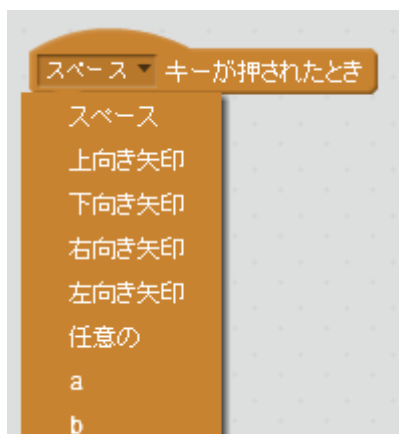 スペース キーが押されたとき
スペース
上向き矢印
下向き矢印
右向き矢印
左向き矢印
任意の
a
b